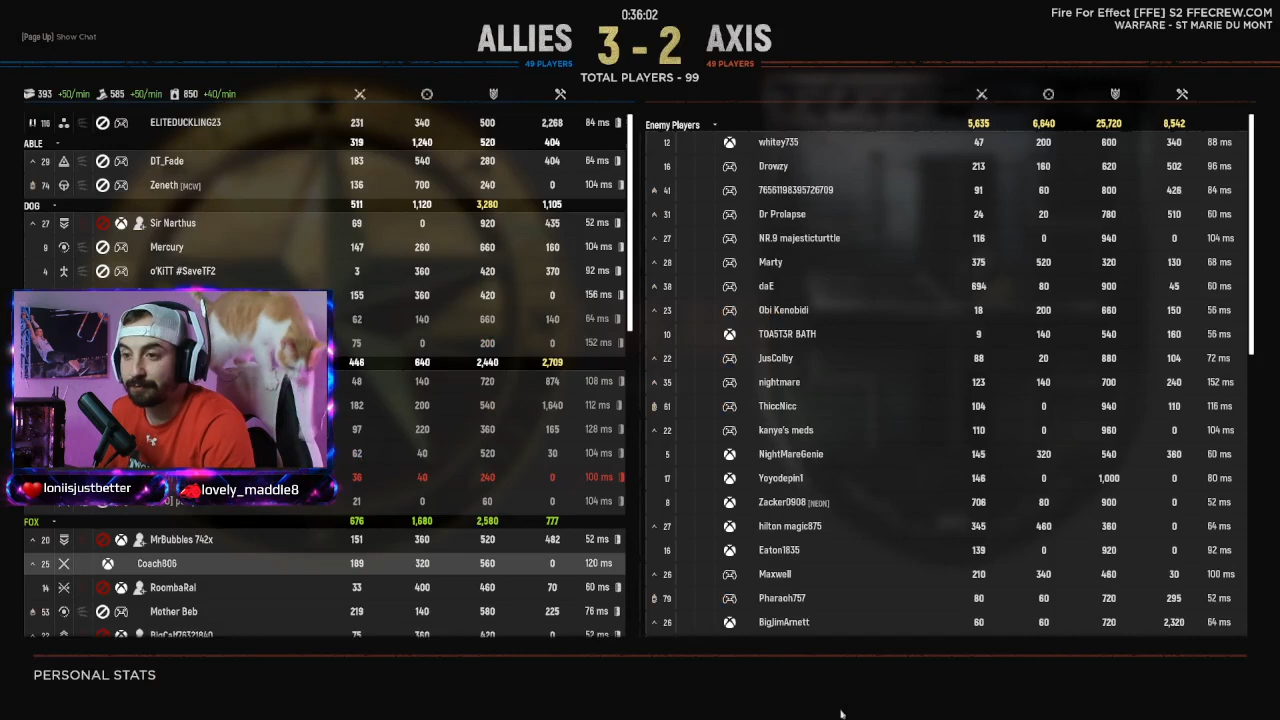 0:36:02
Fire For Effect [FFE] S2 FFECREW.COM
WARFARE - ST MARIE DU MONT
[Page Up] Show Chat
ALLIES 3 - 2 AXIS
49 PLAYERS 49 PLAYERS
TOTAL PLAYERS - 99
393 +50/min 585 +50/min 850 +40/min
116 ELITEDUCKLING23 231 340 500 2,268 84 ms
ABLE - 319 1,240 520 404
29 DT_Fade 183 540 280 404 64 ms
74 Zeneth [MCW] 136 700 240 0 104 ms
DOG - 511 1,120 3,280 1,105
27 Sir Narthus 69 0 920 435 52 ms
9 Mercury 147 260 660 160 104 ms
4 o'KiTT #SaveTF2 3 360 420 370 92 ms
155 360 420 0 156 ms
62 140 660 140 64 ms
75 0 200 0 152 ms
446 640 2,440 2,709
48 140 720 874 108 ms
182 200 540 1,640 112 ms
97 220 360 165 128 ms
62 40 520 30 104 ms
36 40 240 0 100 ms
21 0 60 0 104 ms
loniisjustbetter lovely_maddie8
FOX - 676 1,680 2,580 777
20 MrBubbles 742x 151 360 520 482 52 ms
25 Coach806 189 320 560 0 120 ms
14 RoombaRal 33 400 460 70 60 ms
53 Mother Beb 219 140 580 225 76 ms
BigCalf76321840 75 360 420 0 52 ms
Enemy Players 5,635 6,640 25,720 8,542
12 whitey735 47 200 600 340 88 ms
16 Drowzy 213 160 620 502 96 ms
41 76561198395726709 91 60 800 426 84 ms
31 Dr Prolapse 24 20 780 510 60 ms
27 NR.9 majesticturttle 116 0 940 0 104 ms
28 Marty 375 520 320 130 68 ms
38 daE 694 80 900 45 60 ms
23 Obi Kenobidi 18 200 660 150 56 ms
10 TOAST3R BATH 9 140 540 160 56 ms
22 JusColby 88 20 880 104 72 ms
35 nightmare 123 140 700 240 152 ms
61 ThiccNicc 104 0 940 110 116 ms
22 kanye's meds 110 0 980 0 104 ms
5 NightMareGenie 145 320 540 360 60 ms
17 Yoyodepin1 146 0 1,000 0 80 ms
8 Zacker0908 [NEON] 706 80 900 0 52 ms
27 hilton magic875 345 460 360 0 64 ms
16 Eaton1835 139 0 920 0 92 ms
26 Maxwell 210 340 460 30 100 ms
79 Pharaoh757 80 60 720 295 52 ms
26 BigJimArnett 60 60 720 2,320 64 ms
PERSONAL STATS